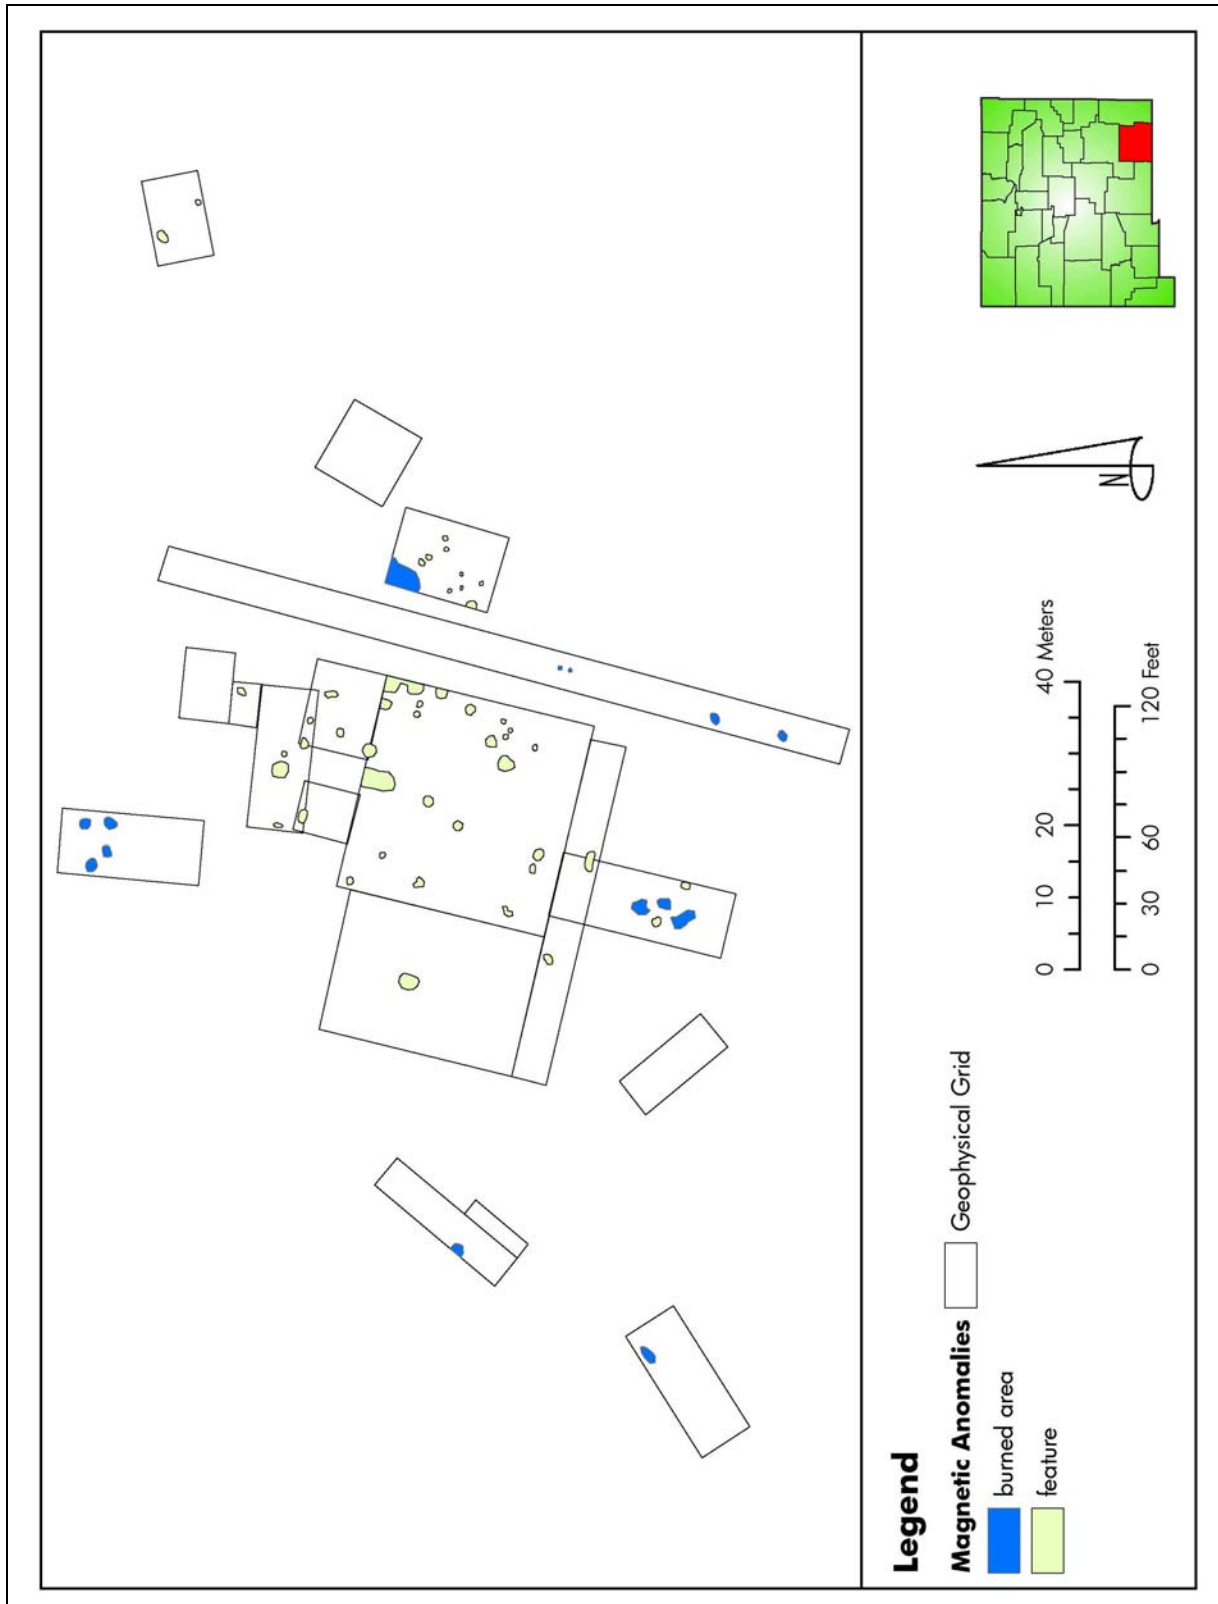 Legend
Magnetic Anomalies
burned area
feature
Geophysical Grid
0 10 20 40 Meters
0 30 60 120 Feet
N